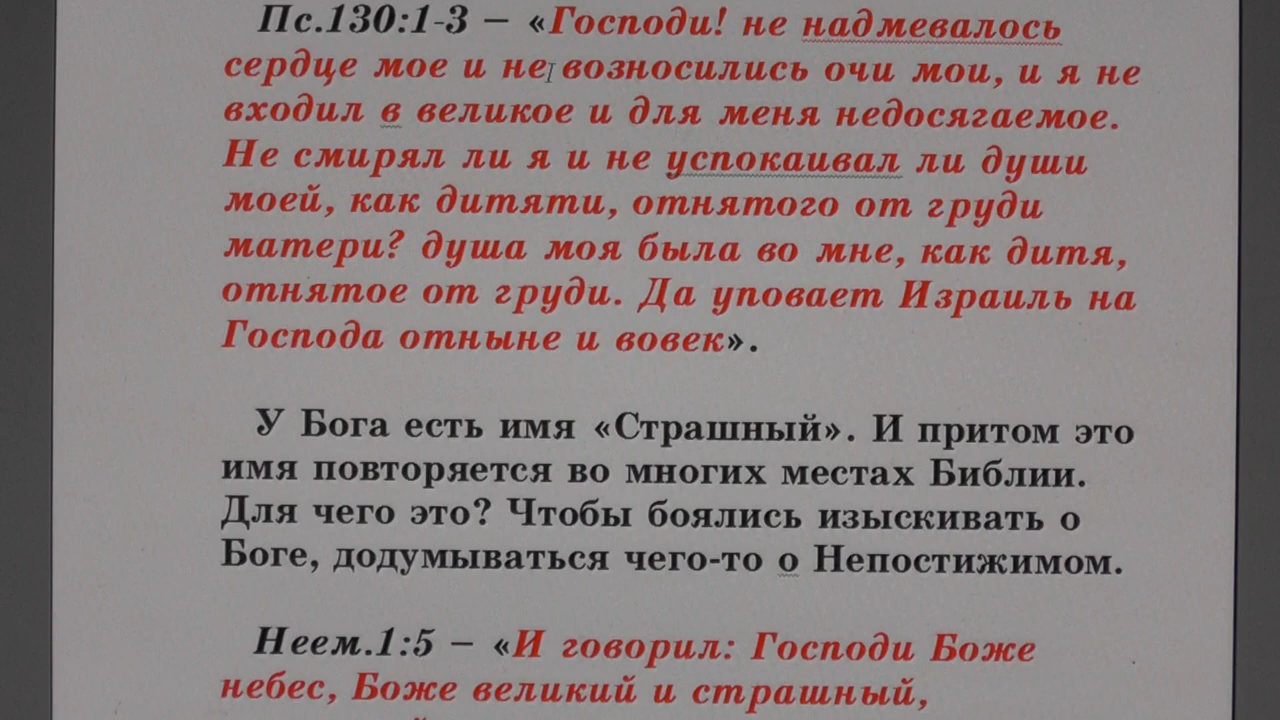 Пс.130:1-3 – «Господи! не надмевалось
сердце мое и не возносились очи мои, и я не
входил в великое и для меня недосягаемое.
Не смирял ли я и не успокаивал ли души
моей, как дитяти, отнятого от груди
матери? душа моя была во мне, как дитя,
отнятое от груди. Да уповает Израиль на
Господа отныне и вовек».
У Бога есть имя «Страшный». И притом это
имя повторяется во многих местах Библии.
Для чего это? Чтобы боялись изыскивать о
Боге, додумываться чего-то о Непостижимом.
Неем.1:5 – «И говорил: Господи Боже
небес, Боже великий и страшный,